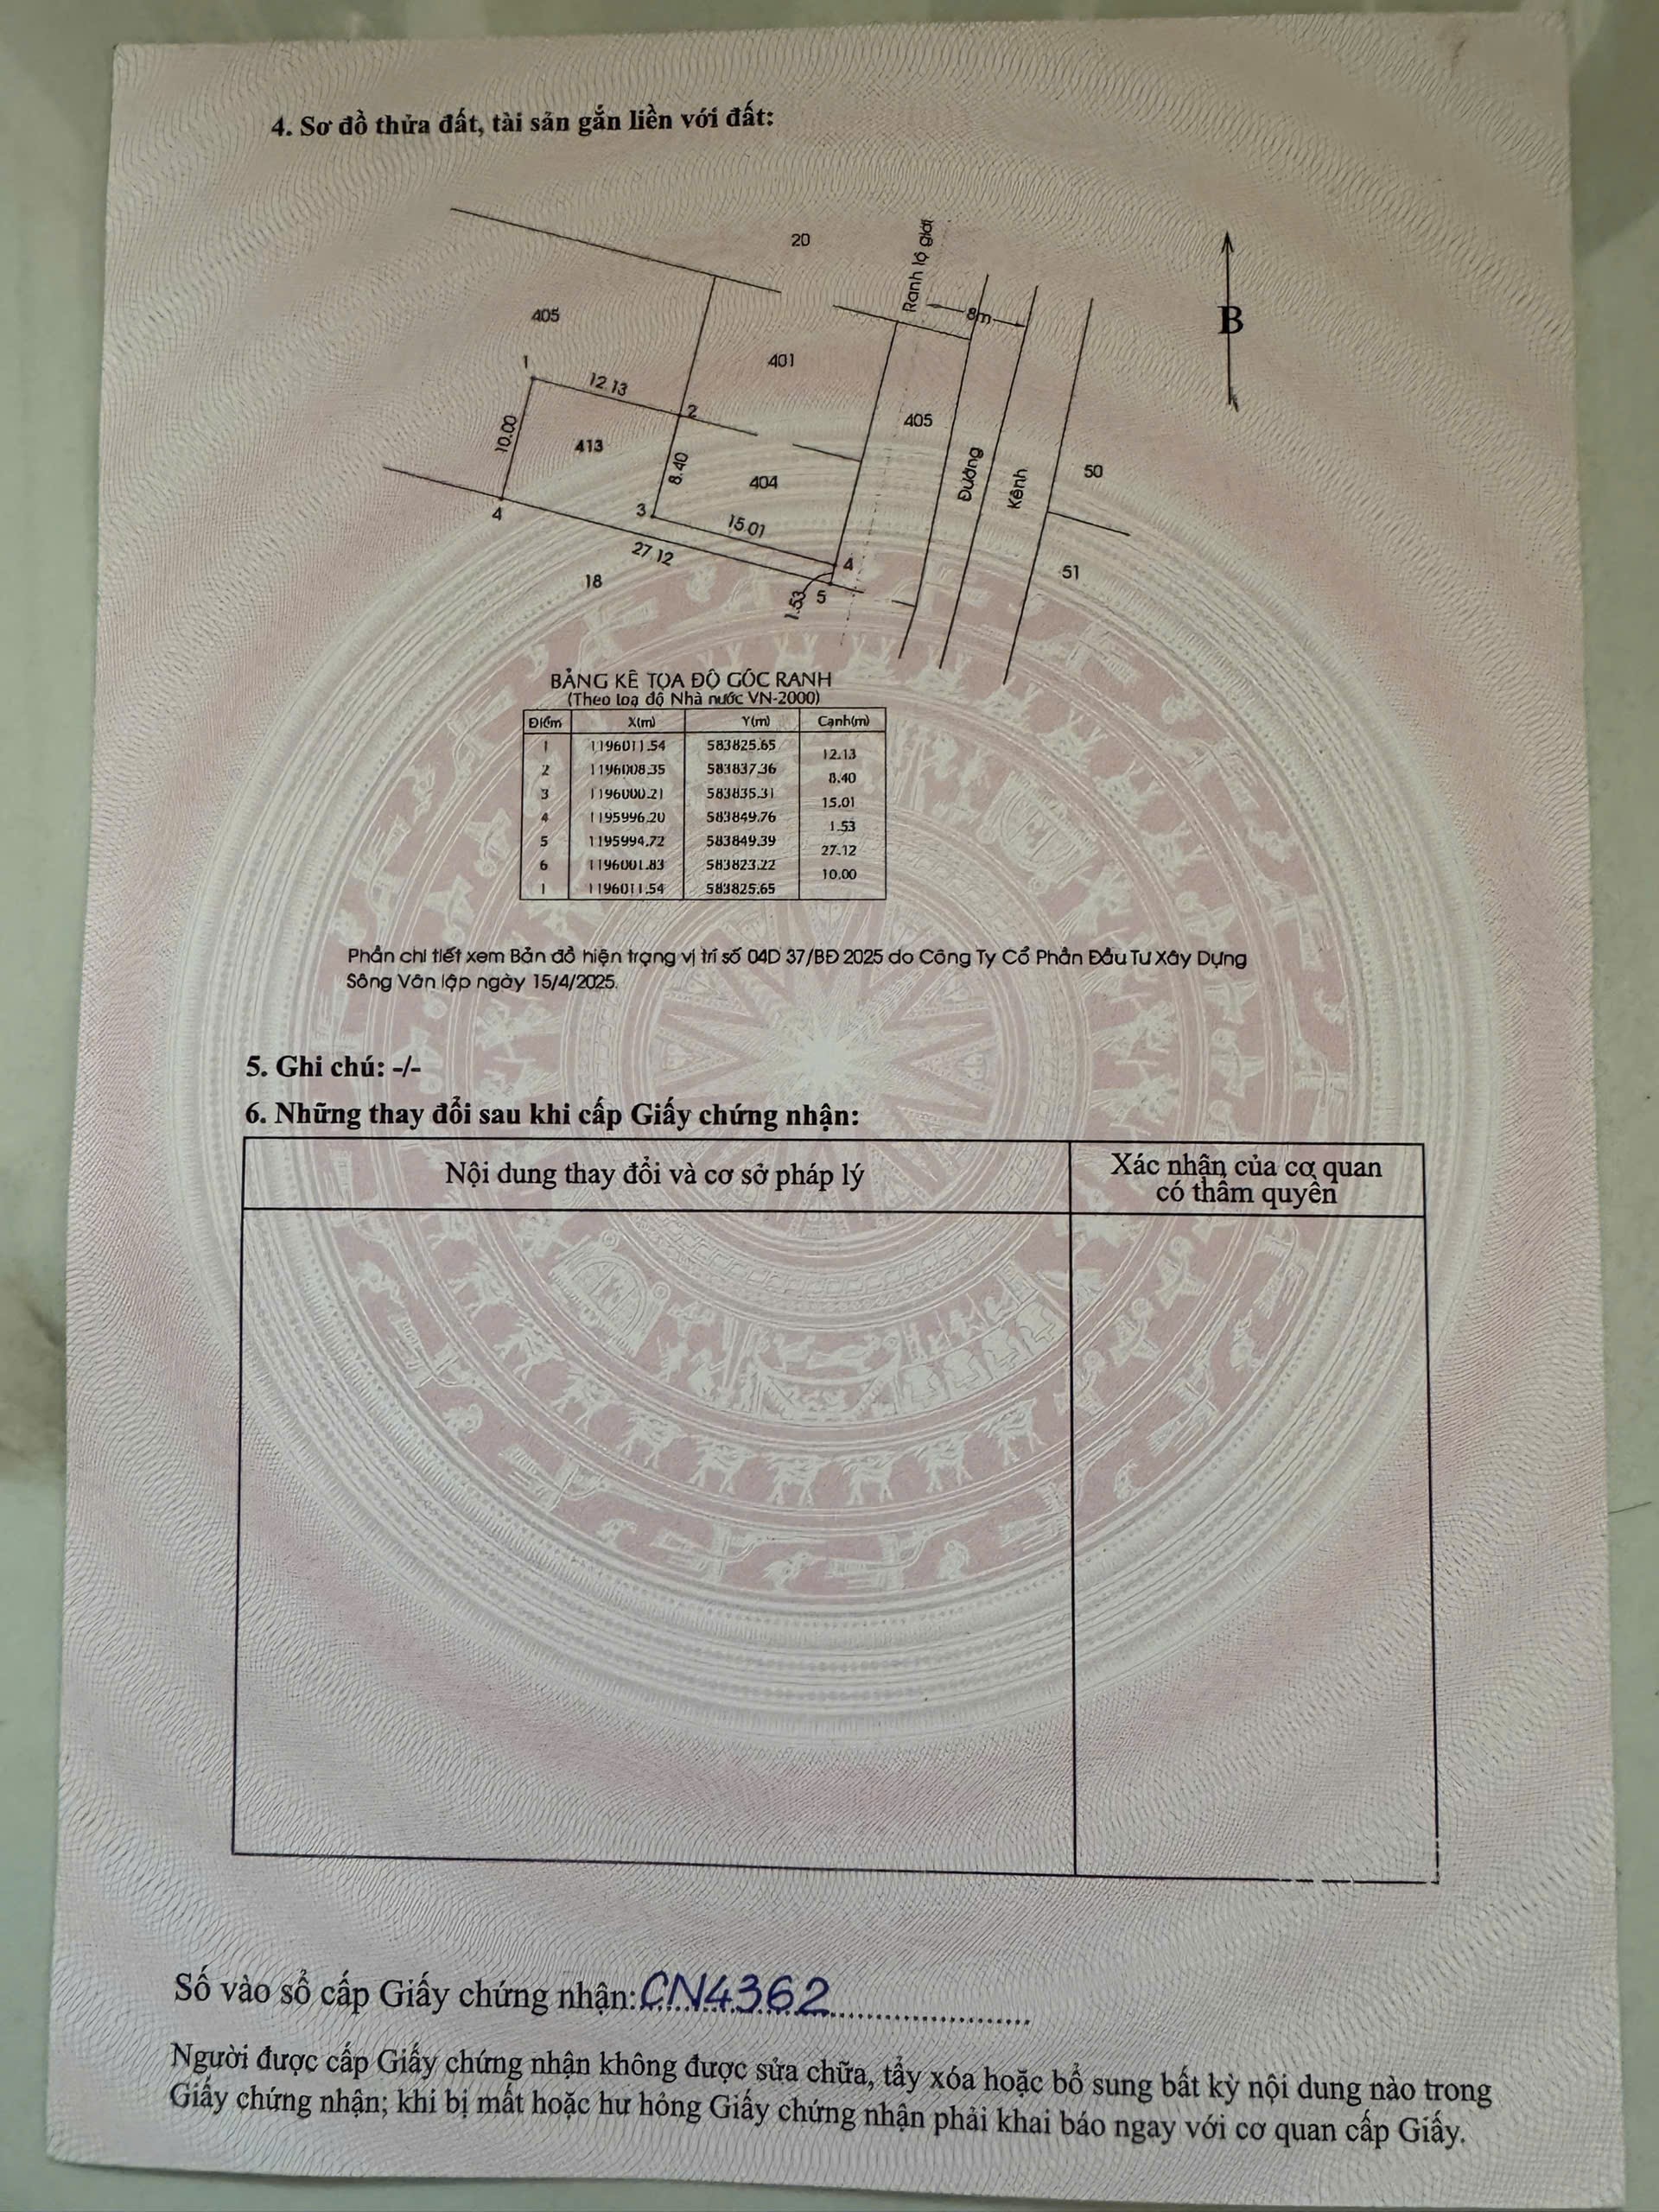 4. Sơ đồ thửa đất, tài sản gắn liền với đất:
20
Ranh lộ giới
8m
B
405
401
1
12.13
2
405
10.00
413
8.40
404
Đường
Kênh
50
4
3
15.01
27.12
4
51
18
1.53
5
BẢNG KÊ TỌA ĐỘ GÓC RANH
(Theo toạ độ Nhà nước VN-2000)
Điểm X(m) Y(m) Cạnh(m)
1 1196011.54 583825.65
12.13
2 1196008.35 583837.36
8.40
3 1196000.21 583835.31
15.01
4 1195996.20 583849.76
1.53
5 1195994.72 583849.39
27.12
6 1196001.83 583823.22
10.00
1 1196011.54 583825.65
Phần chi tiết xem Bản đồ hiện trạng vị trí số 04D 37/BĐ 2025 do Công Ty Cổ Phần Đầu Tư Xây Dựng
Sông Vân lập ngày 15/4/2025.
5. Ghi chú: -/-
6. Những thay đổi sau khi cấp Giấy chứng nhận:
Nội dung thay đổi và cơ sở pháp lý
Xác nhận của cơ quan
có thẩm quyền
Số vào sổ cấp Giấy chứng nhận: CN4362
Người được cấp Giấy chứng nhận không được sửa chữa, tẩy xóa hoặc bổ sung bất kỳ nội dung nào trong
Giấy chứng nhận; khi bị mất hoặc hư hỏng Giấy chứng nhận phải khai báo ngay với cơ quan cấp Giấy.